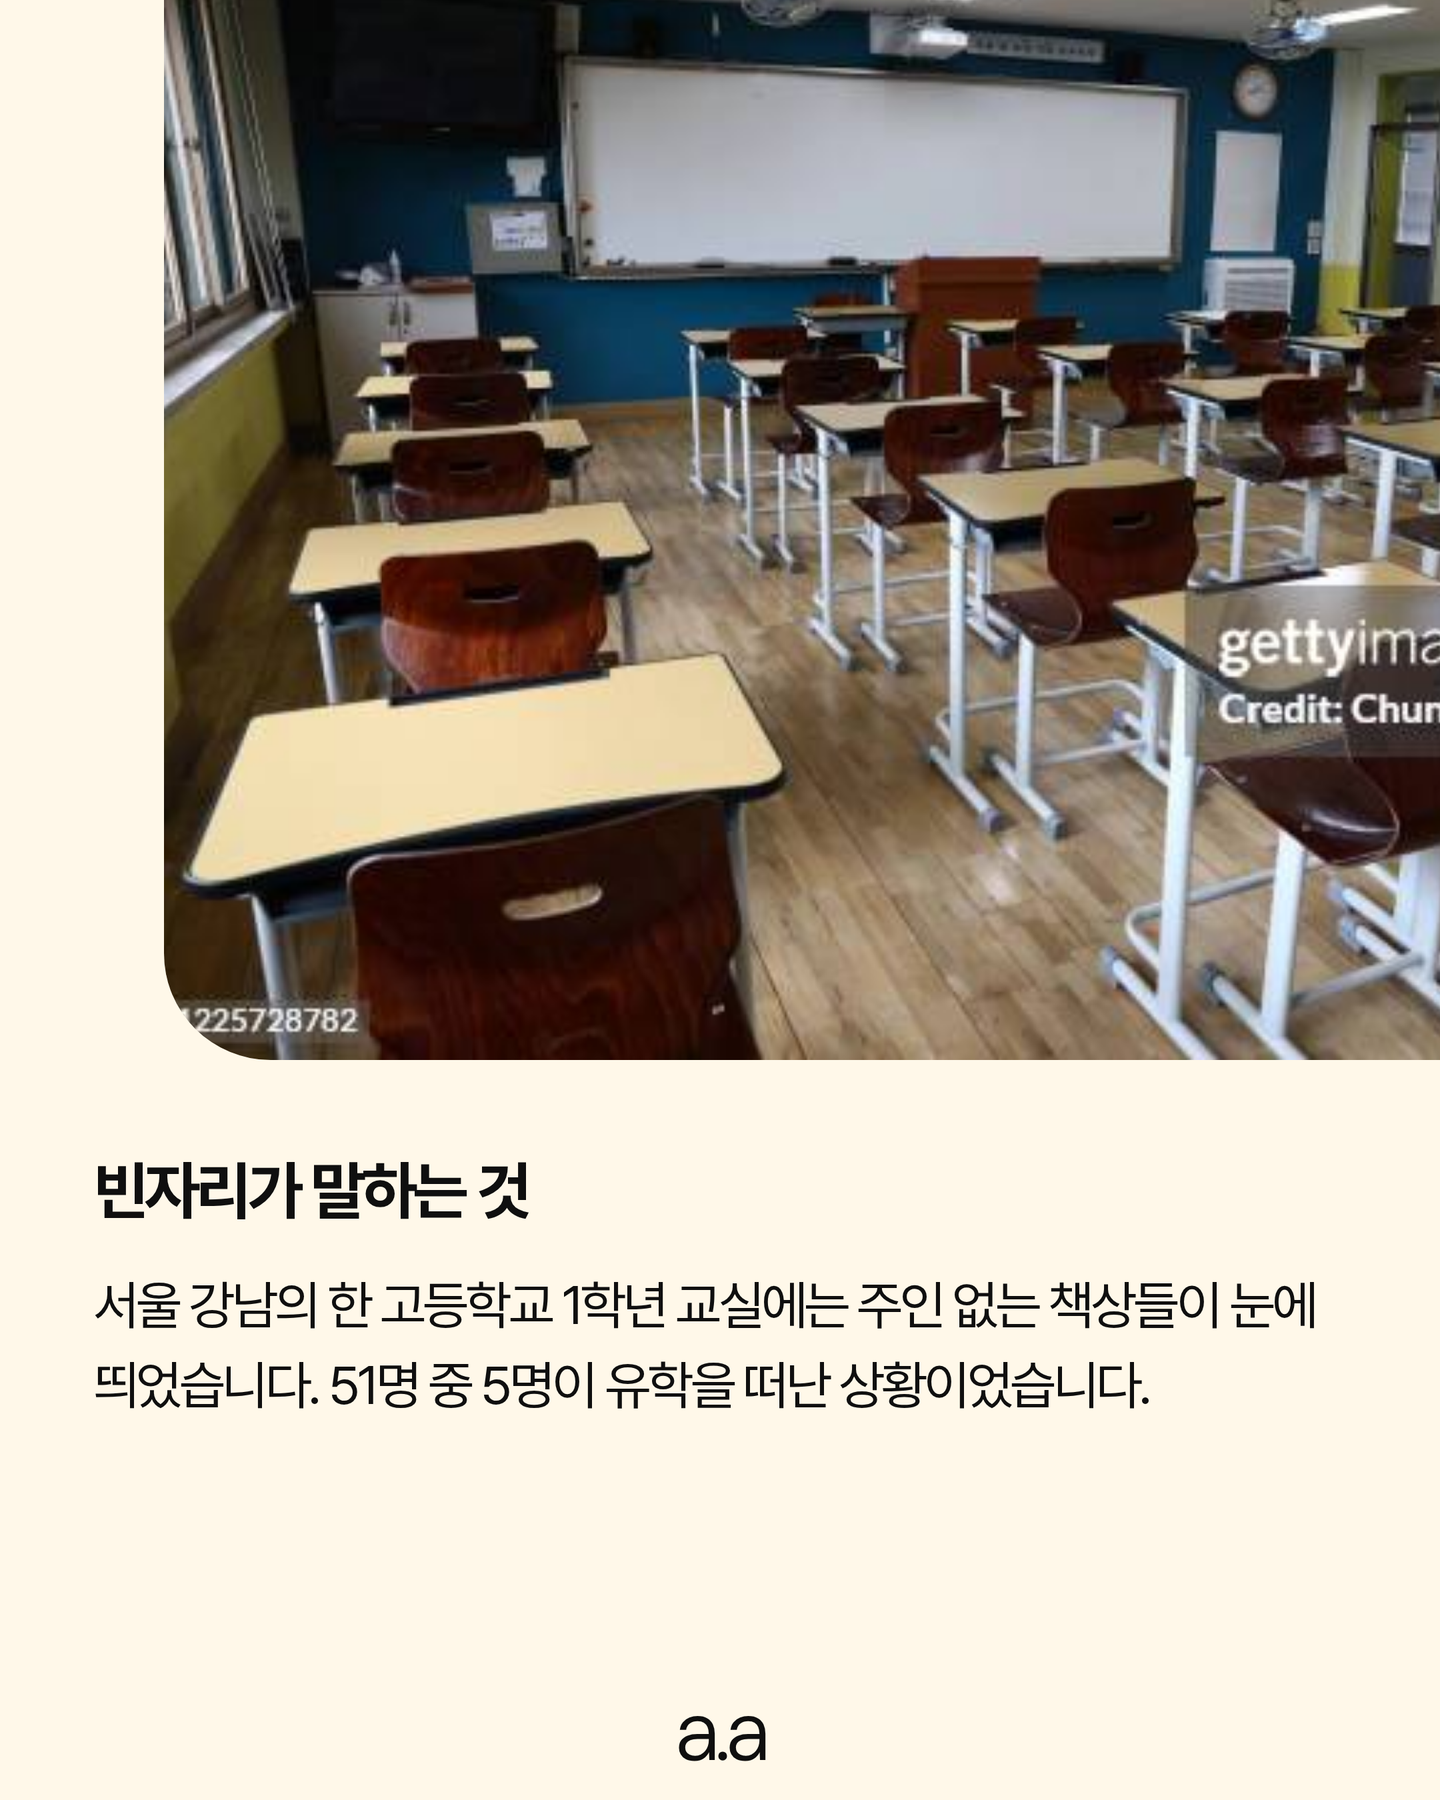 gettyima
Credit: Chun
1225728782
빈자리가 말하는 것
서울 강남의 한 고등학교 1학년 교실에는 주인 없는 책상들이 눈에
띄었습니다. 51명 중 5명이 유학을 떠난 상황이었습니다.
a.a